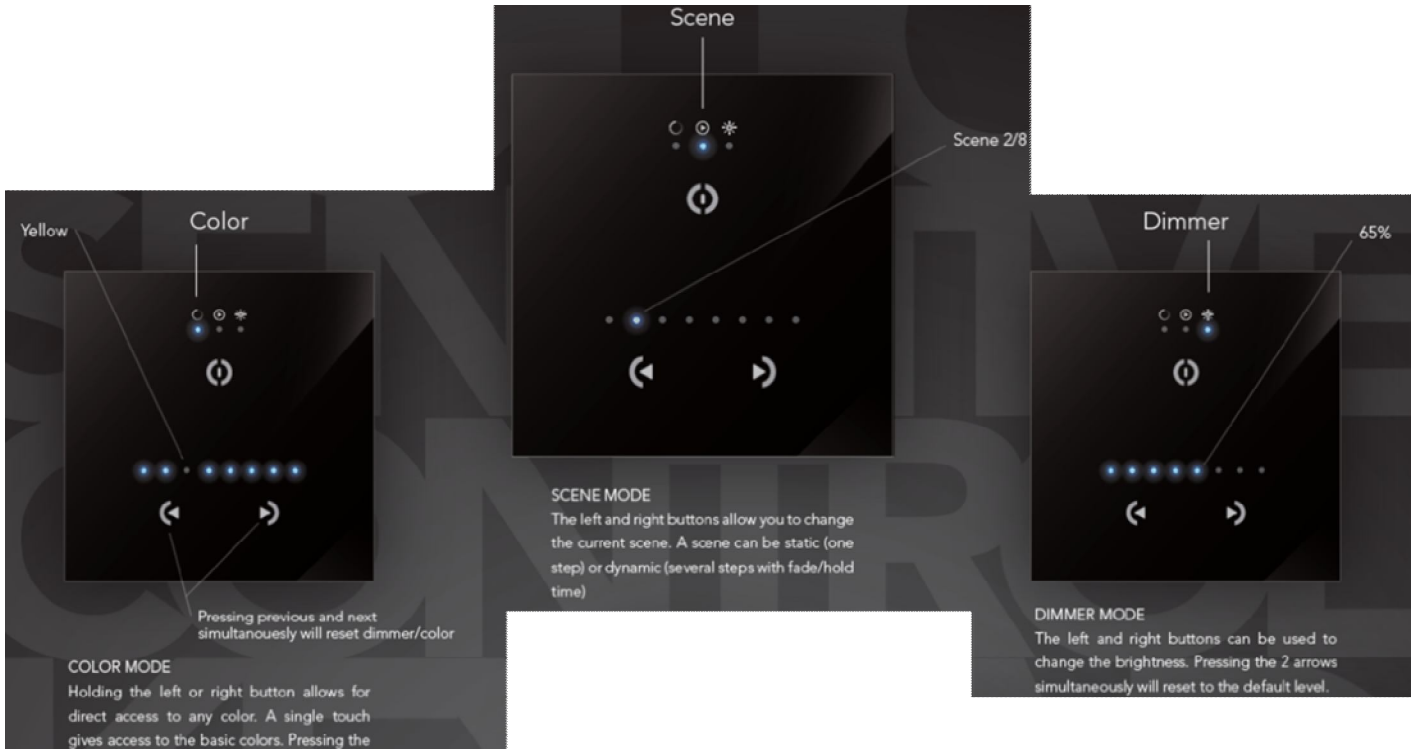 Scene
Scene 2/8
SCENE MODE
The left and right buttons allow you to change
the current scene. A scene can be static (one
step) or dynamic (several steps with fade/hold
time)
Color
Yellow
Pressing previous and next
simultanouesly will reset dimmer/color
COLOR MODE
Holding the left or right button allows for
direct access to any color. A single touch
gives access to the basic colors. Pressing the
Dimmer
65%
DIMMER MODE
The left and right buttons can be used to
change the brightness. Pressing the 2 arrows
simultaneously will reset to the default level.